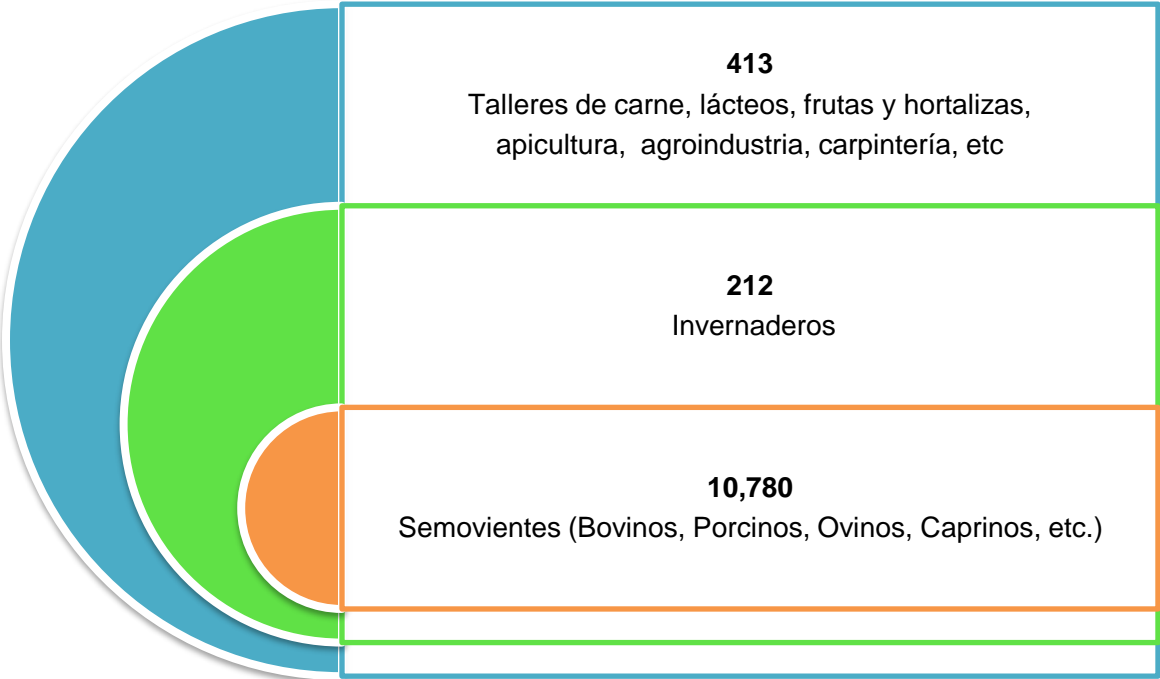 413
Talleres de carne, lácteos, frutas y hortalizas,
apicultura,  agroindustria, carpintería, etc
212
Invernaderos
10,780
Semovientes (Bovinos, Porcinos, Ovinos, Caprinos, etc.)